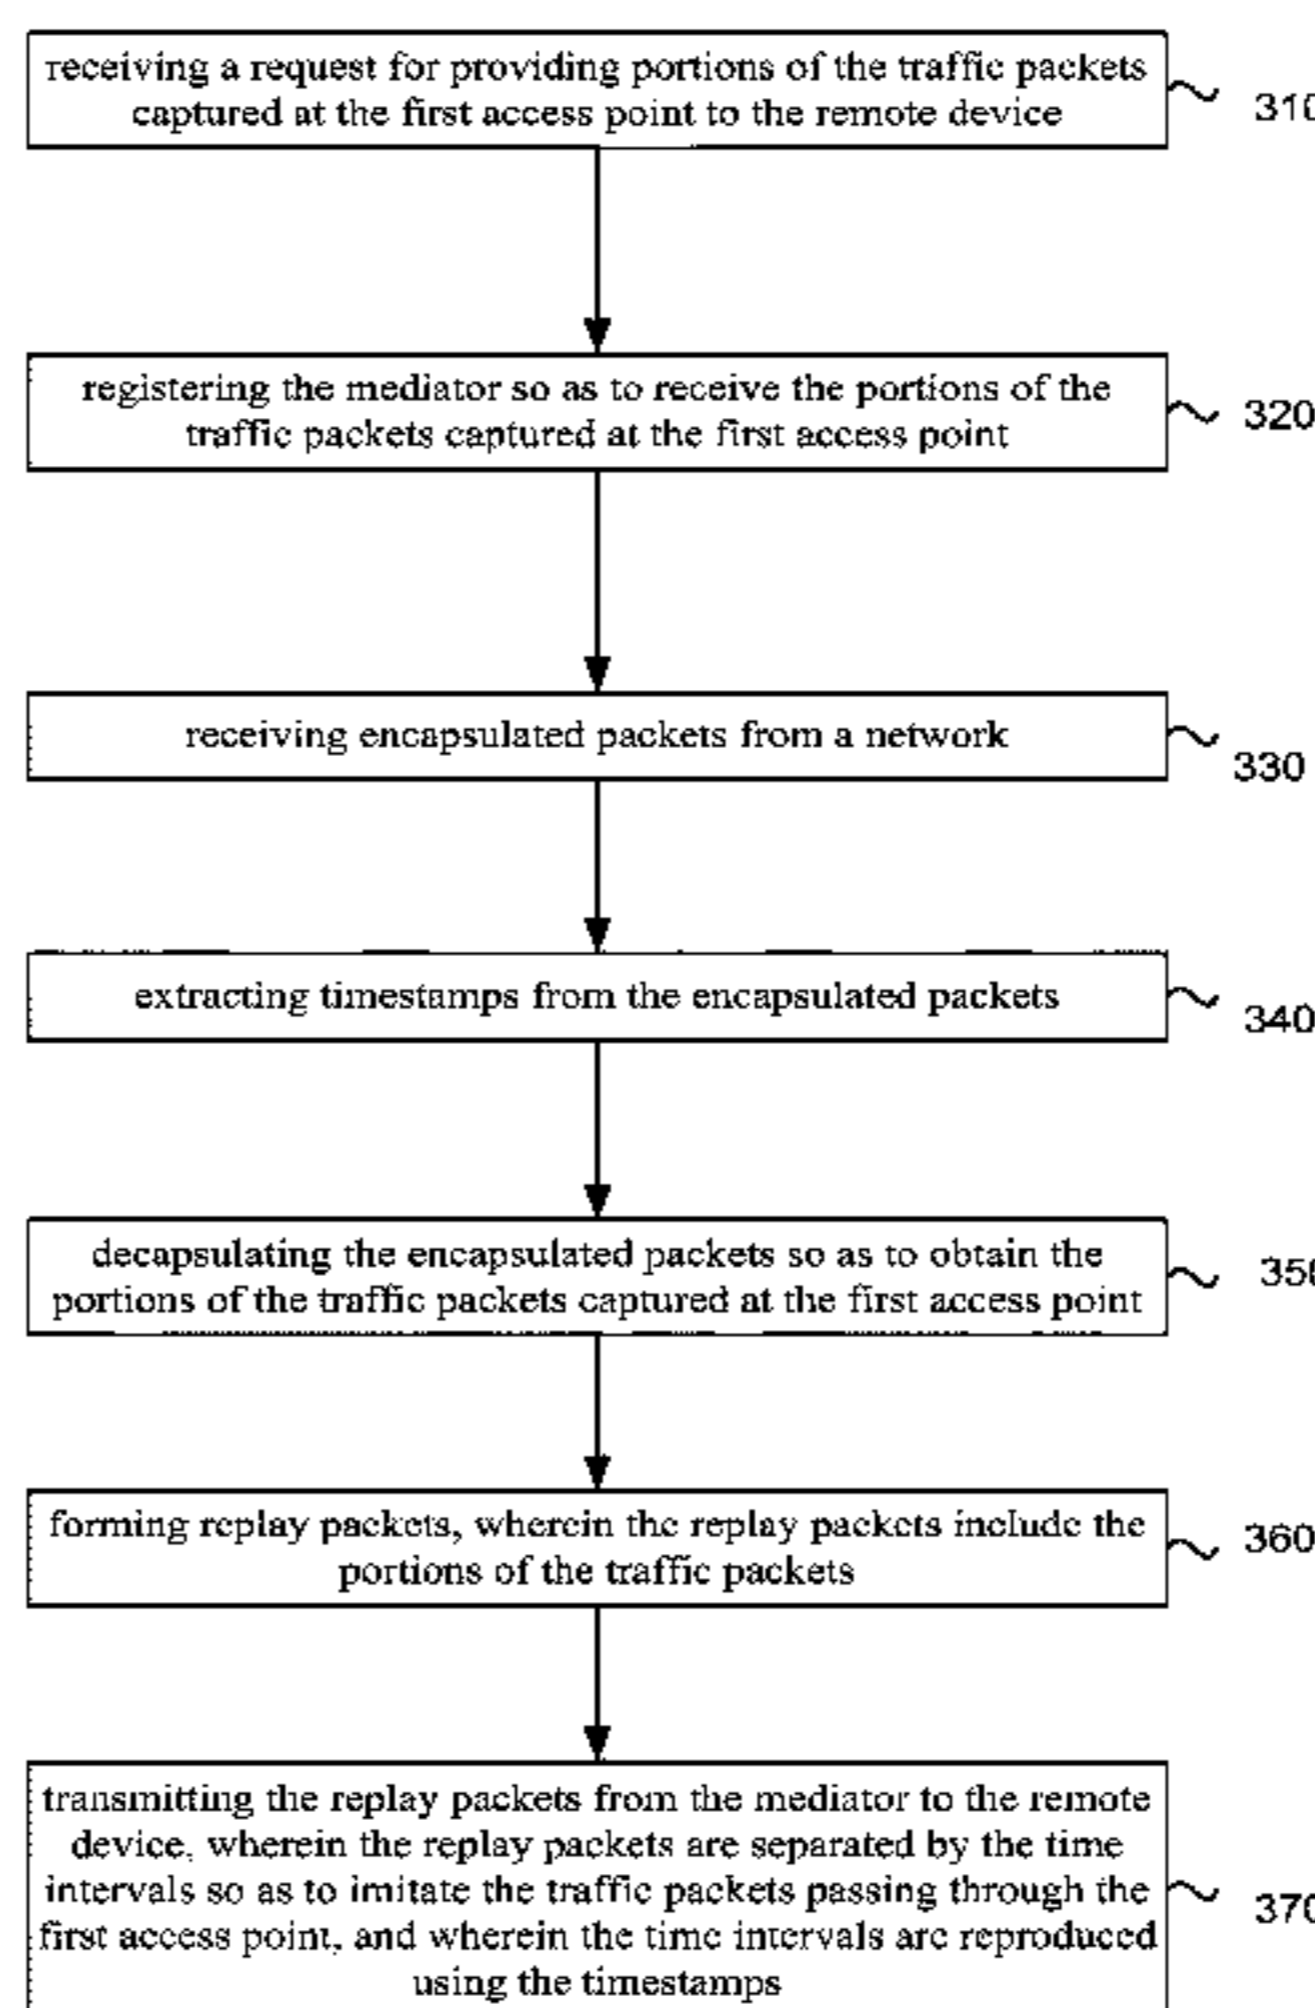 receiving a request for providing portions of the traffic packets
captured at the first access point to the remote device
310
registering the mediator so as to receive the portions of the
traffic packets captured at the first access point
320
receiving encapsulated packets from a network
330
extracting timestamps from the encapsulated packets
340
decapsulating the encapsulated packets so as to obtain the
portions of the traffic packets captured at the first access point
350
forming replay packets, wherein the replay packets include the
portions of the traffic packets
360
transmitting the replay packets from the mediator to the remote
device, wherein the replay packets are separated by the time
intervals so as to imitate the traffic packets passing through the
first access point, and wherein the time intervals are reproduced
using the timestamps
370